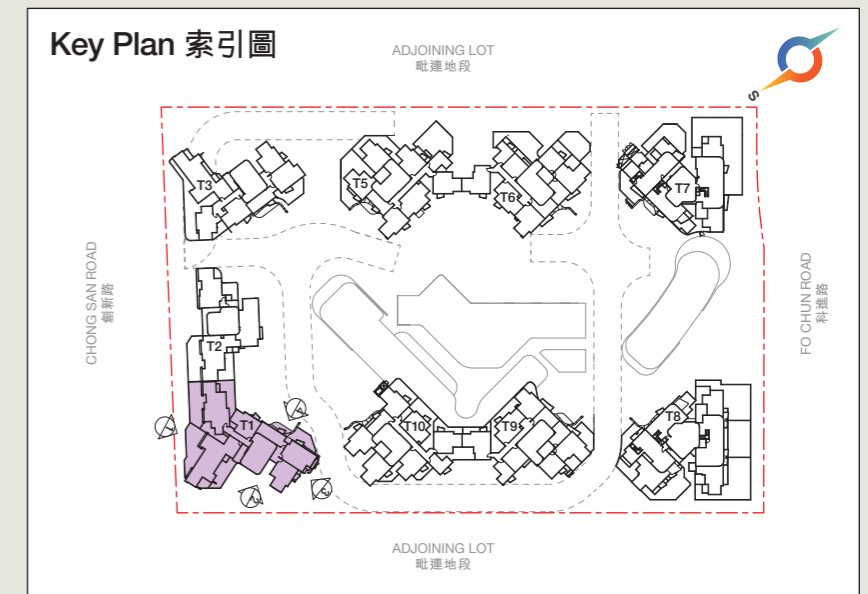 Key Plan 索引圖
ADJOINING LOT
毗連地段
S
T3
T5
T6
T7
CHONG SAN ROAD
創新路
FO CHUN ROAD
科進路
T2
T1
T10
T9
T8
ADJOINING LOT
毗連地段